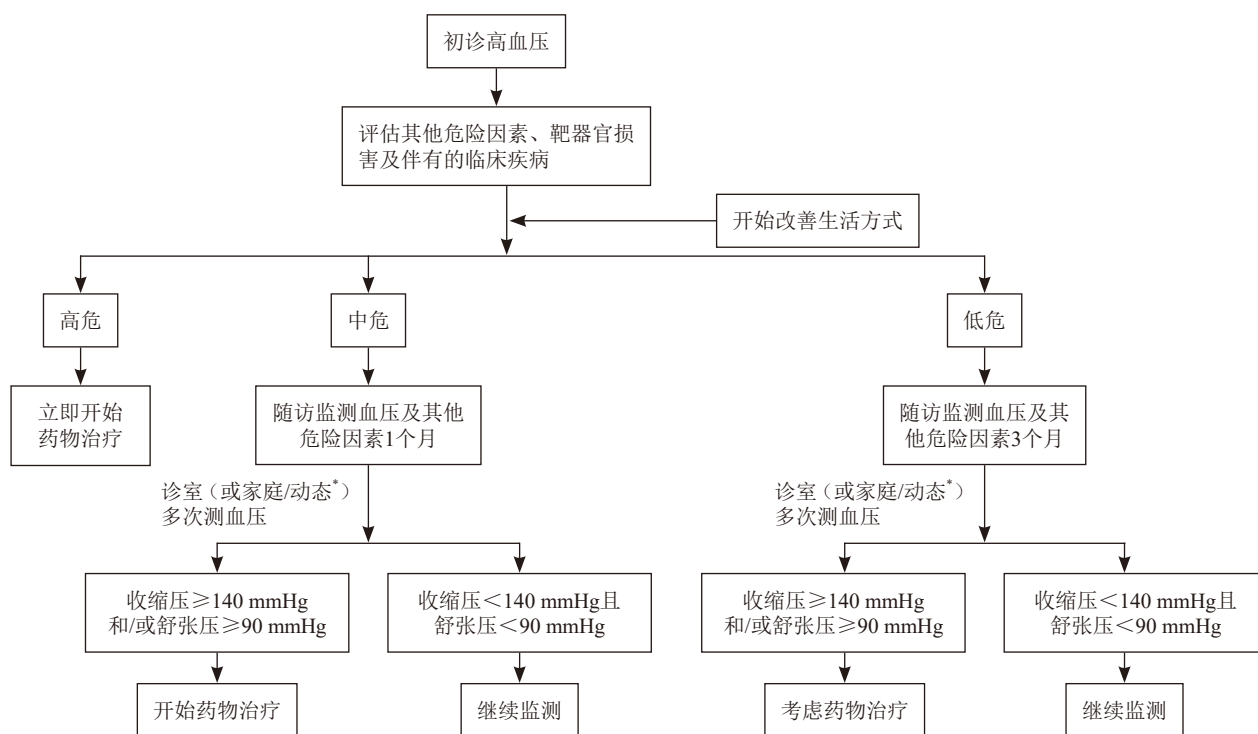 初诊高血压
评估其他危险因素、靶器官损
害及伴有的临床疾病
开始改善生活方式
高危
中危
低危
立即开始
药物治疗
随访监测血压及其他
危险因素1个月
随访监测血压及其
他危险因素3个月
诊室（或家庭/动态*）
多次测血压
诊室（或家庭/动态*）
多次测血压
收缩压≥140 mmHg
和/或舒张压≥90 mmHg
收缩压＜140 mmHg且
舒张压＜90 mmHg
收缩压≥140 mmHg
和/或舒张压≥90 mmHg
收缩压＜140 mmHg且
舒张压＜90 mmHg
开始药物治疗
继续监测
考虑药物治疗
继续监测